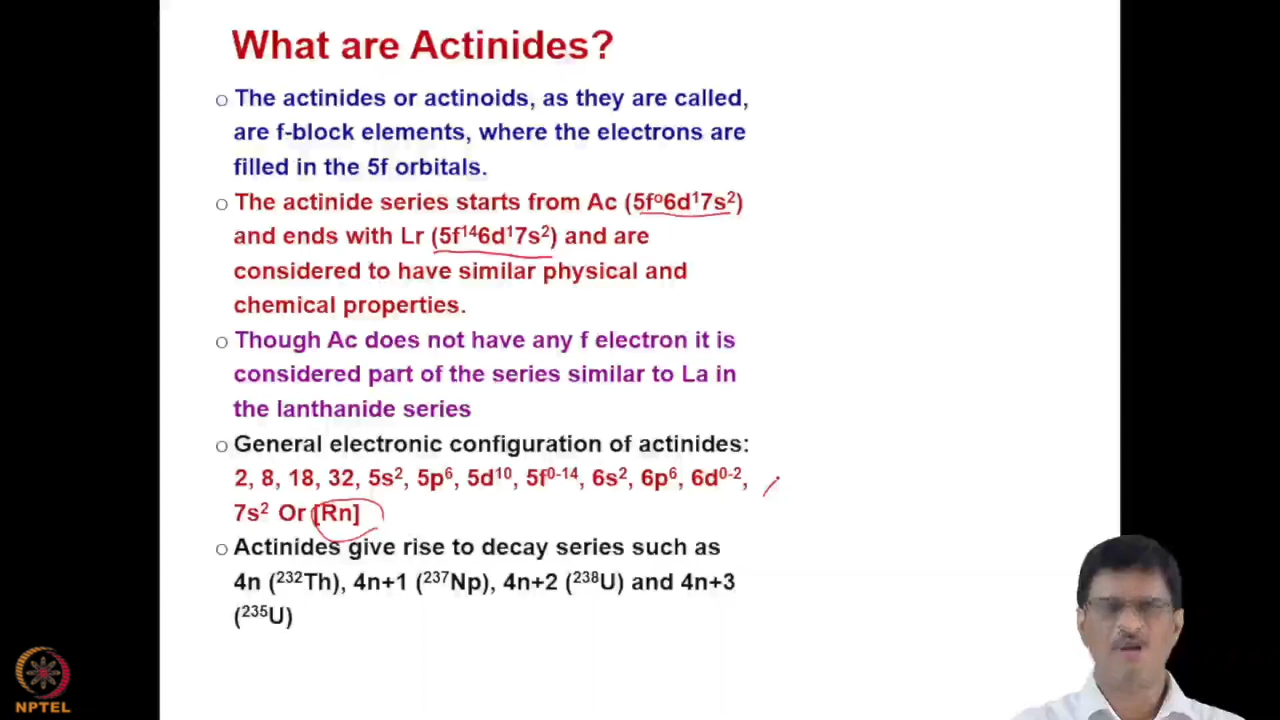 What are Actinides?
o The actinides or actinoids, as they are called,
are f-block elements, where the electrons are
filled in the 5f orbitals.
o The actinide series starts from Ac (5f⁰6d¹7s²)
and ends with Lr (5f¹⁴6d¹7s²) and are
considered to have similar physical and
chemical properties.
o Though Ac does not have any f electron it is
considered part of the series similar to La in
the lanthanide series
o General electronic configuration of actinides:
2, 8, 18, 32, 5s², 5p⁶, 5d¹⁰, 5f⁰⁻¹⁴, 6s², 6p⁶, 6d⁰⁻²,
7s² Or [Rn]
o Actinides give rise to decay series such as
4n (²³²Th), 4n+1 (²³⁷Np), 4n+2 (²³⁸U) and 4n+3
(²³⁵U)
NPTEL